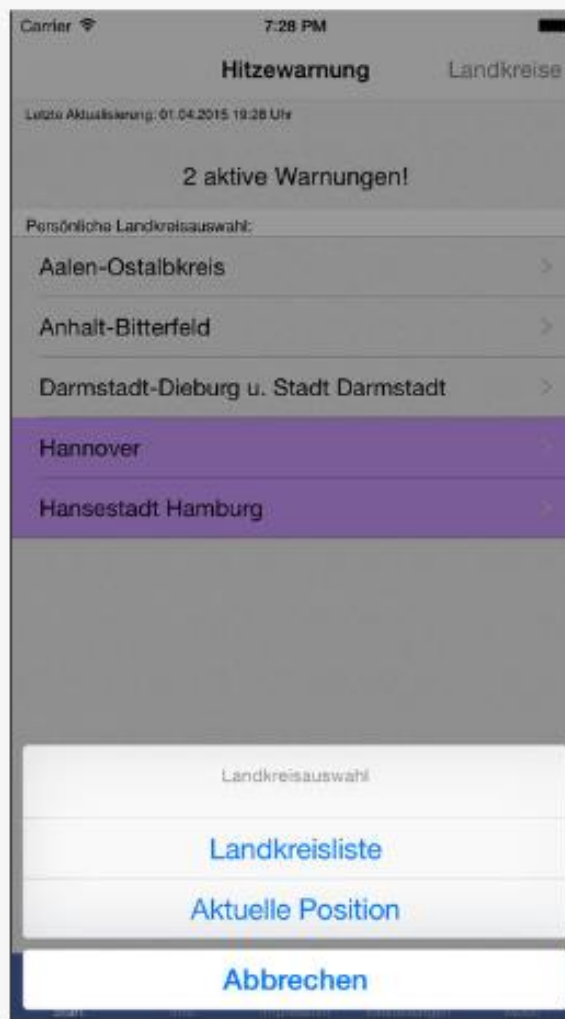 Carrier 7:28 PM
Hitzewarnung Landkreise
Letzte Aktualisierung: 01.04.2015 19:28 Uhr
2 aktive Warnungen!
Persönliche Landkreisauswahl:
Aalen-Ostalbkreis
Anhalt-Bitterfeld
Darmstadt-Dieburg u. Stadt Darmstadt
Hannover
Hansestadt Hamburg
Landkreisauswahl
Landkreisliste
Aktuelle Position
Abbrechen
Start